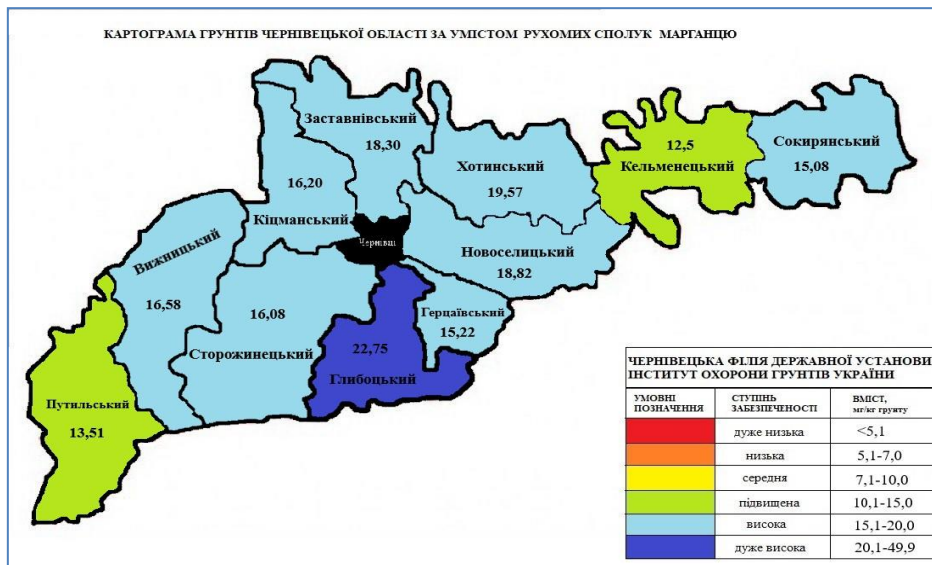 КАРТОГРАМА ГРУНТІВ ЧЕРНІВЕЦЬКОЇ ОБЛАСТІ ЗА УМІСТОМ РУХОМИХ СПОЛУК МАРГАНЦЮ
Заставнівський
18,30
Хотинський
19,57
12,5
Кельменецький
Сокирянський
15,08
16,20
Кіцманський
Чернівці
Новоселицький
18,82
Вижницький
16,58
16,08
Сторожинецький
22,75
Глибоцький
Герцаївський
15,22
Путильський
13,51
ЧЕРНІВЕЦЬКА ФІЛІЯ ДЕРЖАВНОЇ УСТАНОВИ
ІНСТИТУТ ОХОРОНИ ГРУНТІВ УКРАЇНИ
УМОВНІ ПОЗНАЧЕННЯ СТУПІНЬ ЗАБЕЗПЕЧЕНОСТІ ВМІСТ, мг/кг грунту
дуже низька <5,1
низька 5,1-7,0
середня 7,1-10,0
підвищена 10,1-15,0
висока 15,1-20,0
дуже висока 20,1-49,9